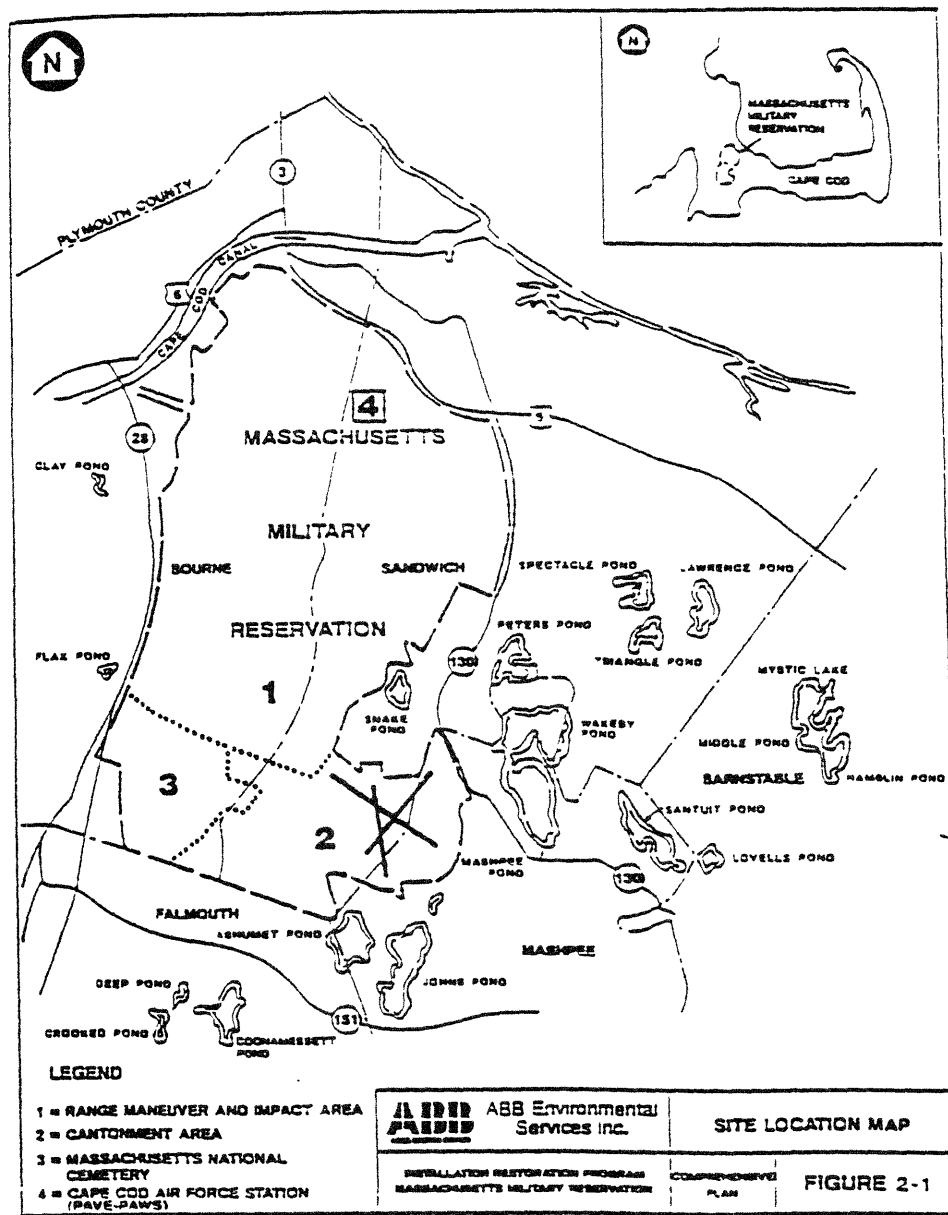 N
N
MASSACHUSETTS
MILITARY
RESERVATION
CAPE COD
PLYMOUTH COUNTY
3
CAPE COD CANAL
6
4
MASSACHUSETTS
28
CLAY POND
MILITARY
BOURNE
SANDWICH
SPECTACLE POND
LAWRENCE POND
RESERVATION
PETERS POND
130
TRIANGLE POND
FLAX POND
MYSTIC LAKE
1
SNAKE
POND
WAKEBY
POND
MIDDLE POND
BARNSTABLE
HAMBLIN POND
3
SANTUIT POND
2
MASHPEE
POND
LOVELLS POND
130
FALMOUTH
ASHUMET POND
MASHPEE
DEEP POND
JOHNS POND
151
CROOKED POND
COONAMESSETT
POND
LEGEND
1 = RANGE MANEUVER AND IMPACT AREA
2 = CANTONMENT AREA
3 = MASSACHUSETTS NATIONAL
CEMETERY
4 = CAPE COD AIR FORCE STATION
(PAVE-PAWS)
ABB
ABB Environmental
Services Inc.
SITE LOCATION MAP
INSTALLATION RESTORATION PROGRAM
MASSACHUSETTS MILITARY RESERVATION
COMPREHENSIVE
PLAN
FIGURE 2-1